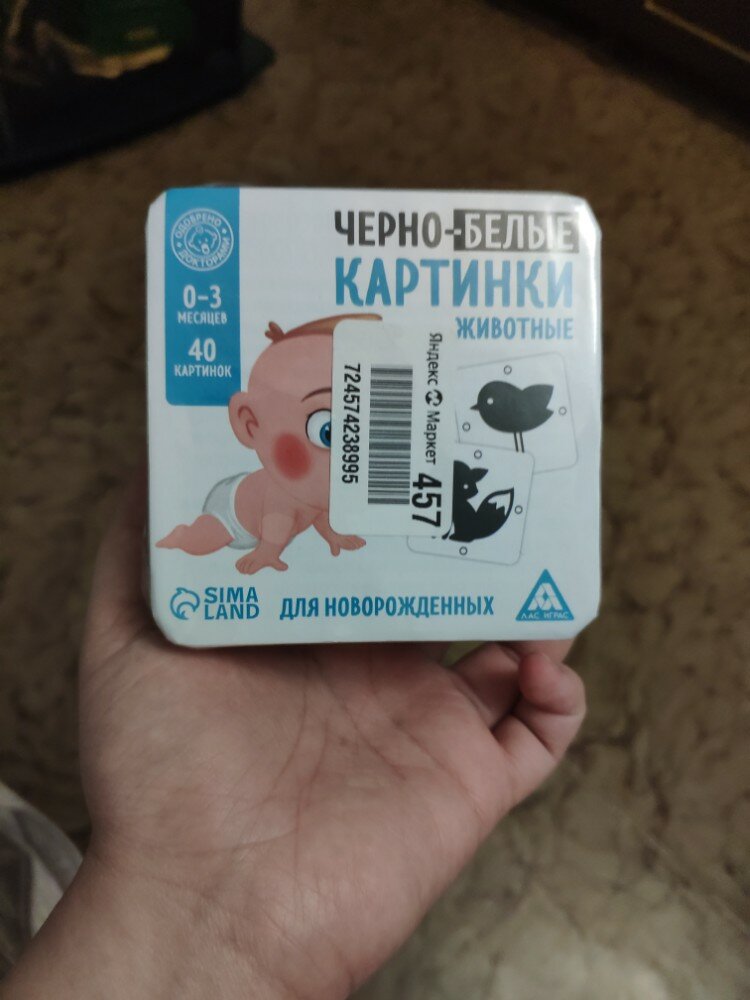 ОДОБРЕНО
ДОКТОРАМИ
0-3
МЕСЯЦЕВ
40
КАРТИНОК
ЧЕРНО-БЕЛЫЕ
КАРТИНКИ
ЖИВОТНЫЕ
Яндекс Маркет
457
724574238995
SIMA
LAND
ДЛЯ НОВОРОЖДЕННЫХ
ЛАС ИГРАС